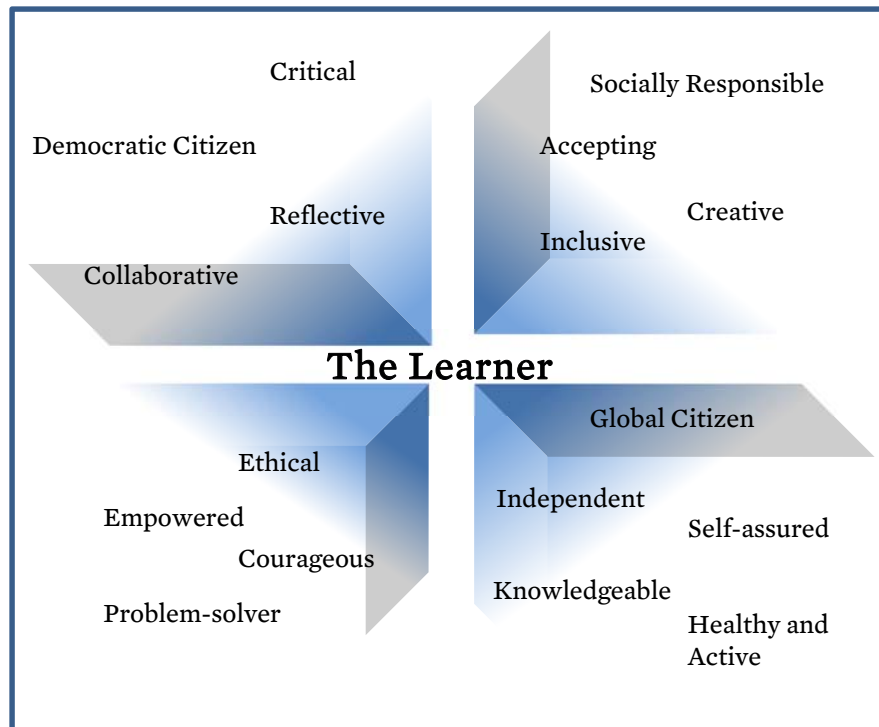 Critical
Socially Responsible
Democratic Citizen
Accepting
Reflective
Creative
Inclusive
Collaborative
The Learner
Global Citizen
Ethical
Independent
Empowered
Self-assured
Courageous
Knowledgeable
Problem-solver
Healthy and
Active